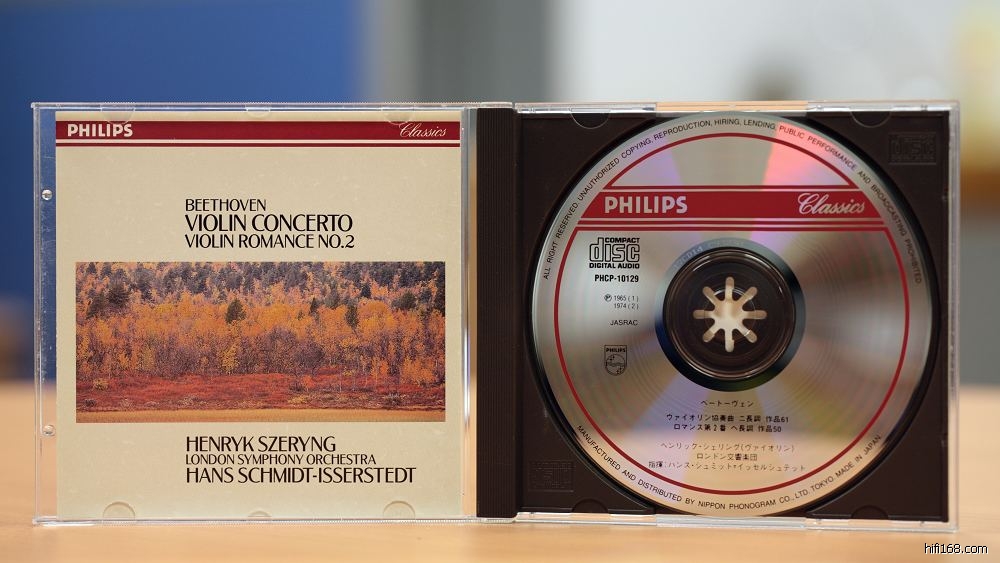 PHILIPS Classics
BEETHOVEN
VIOLIN CONCERTO
VIOLIN ROMANCE NO.2
HENRYK SZERYNG
LONDON SYMPHONY ORCHESTRA
HANS SCHMIDT-ISSERSTEDT
ALL RIGHT RESERVED. UNAUTHORIZED COPYING, REPRODUCTION, HIRING, LENDING, PUBLIC PERFORMANCE AND BROADCASTING PROHIBITED
PHILIPS Classics
COMPACT
disc
DIGITAL AUDIO
PHCP-10129
Ⓟ 1965 (1)
1974 (2)
JASRAC
PHILIPS
ベートーヴェン
ヴァイオリン協奏曲 ニ長調 作品61
ロマンス第2番 ヘ長調 作品50
ヘンリック・シェリング(ヴァイオリン)
ロンドン交響楽団
指揮:ハンス・シュミット=イッセルシュテット
MANUFACTURED AND DISTRIBUTED BY NIPPON PHONOGRAM CO., LTD. TOKYO. MADE IN JAPAN
hifi168.com